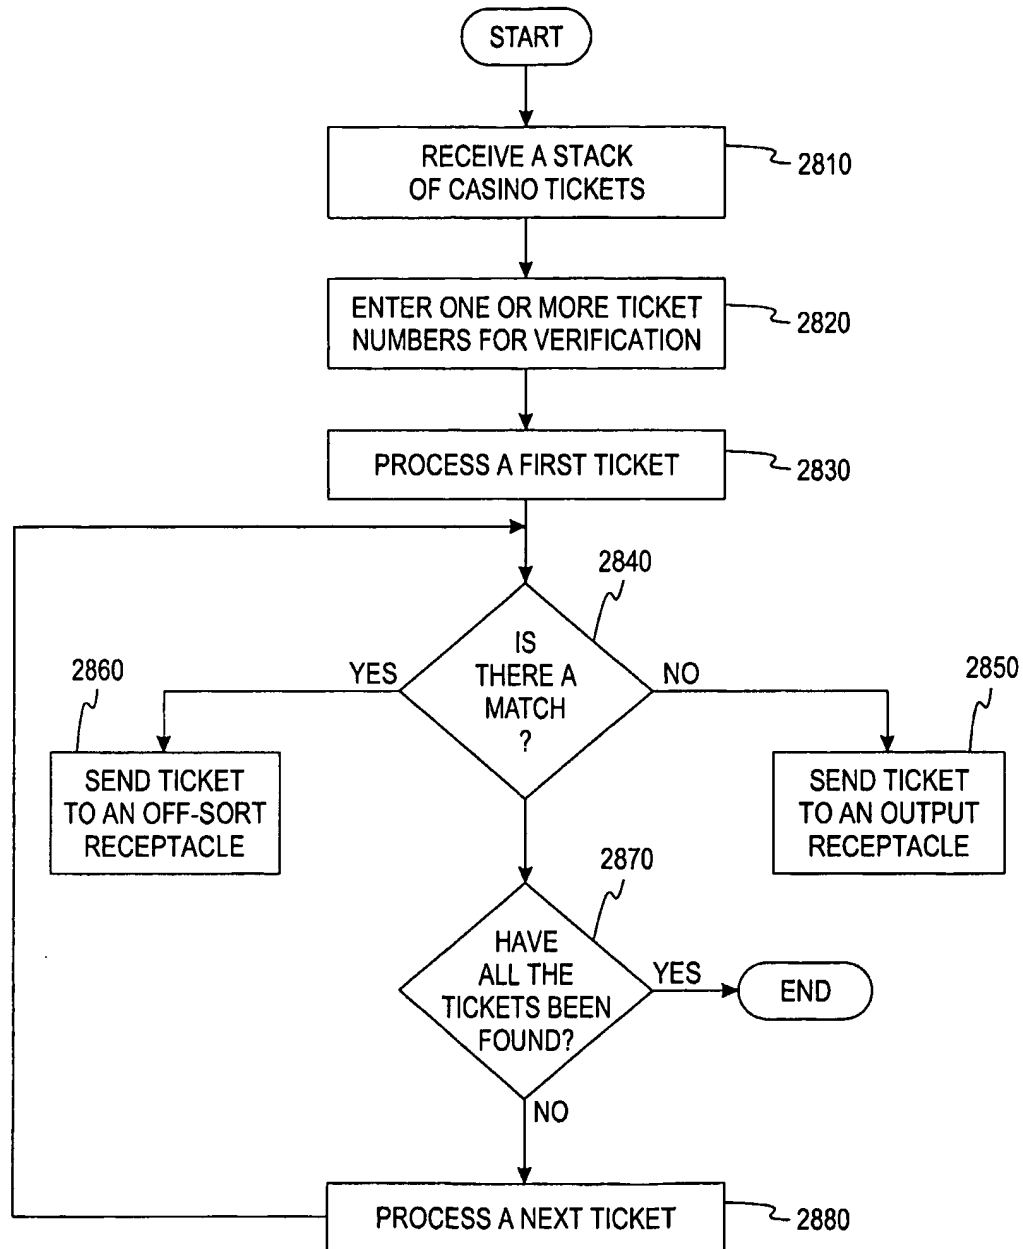 START
RECEIVE A STACK
OF CASINO TICKETS
2810
ENTER ONE OR MORE TICKET
NUMBERS FOR VERIFICATION
2820
PROCESS A FIRST TICKET
2830
2840
IS
THERE A
MATCH
?
YES
NO
2860
SEND TICKET
TO AN OFF-SORT
RECEPTACLE
2850
SEND TICKET
TO AN OUTPUT
RECEPTACLE
2870
HAVE
ALL THE
TICKETS BEEN
FOUND?
YES
END
NO
PROCESS A NEXT TICKET
2880